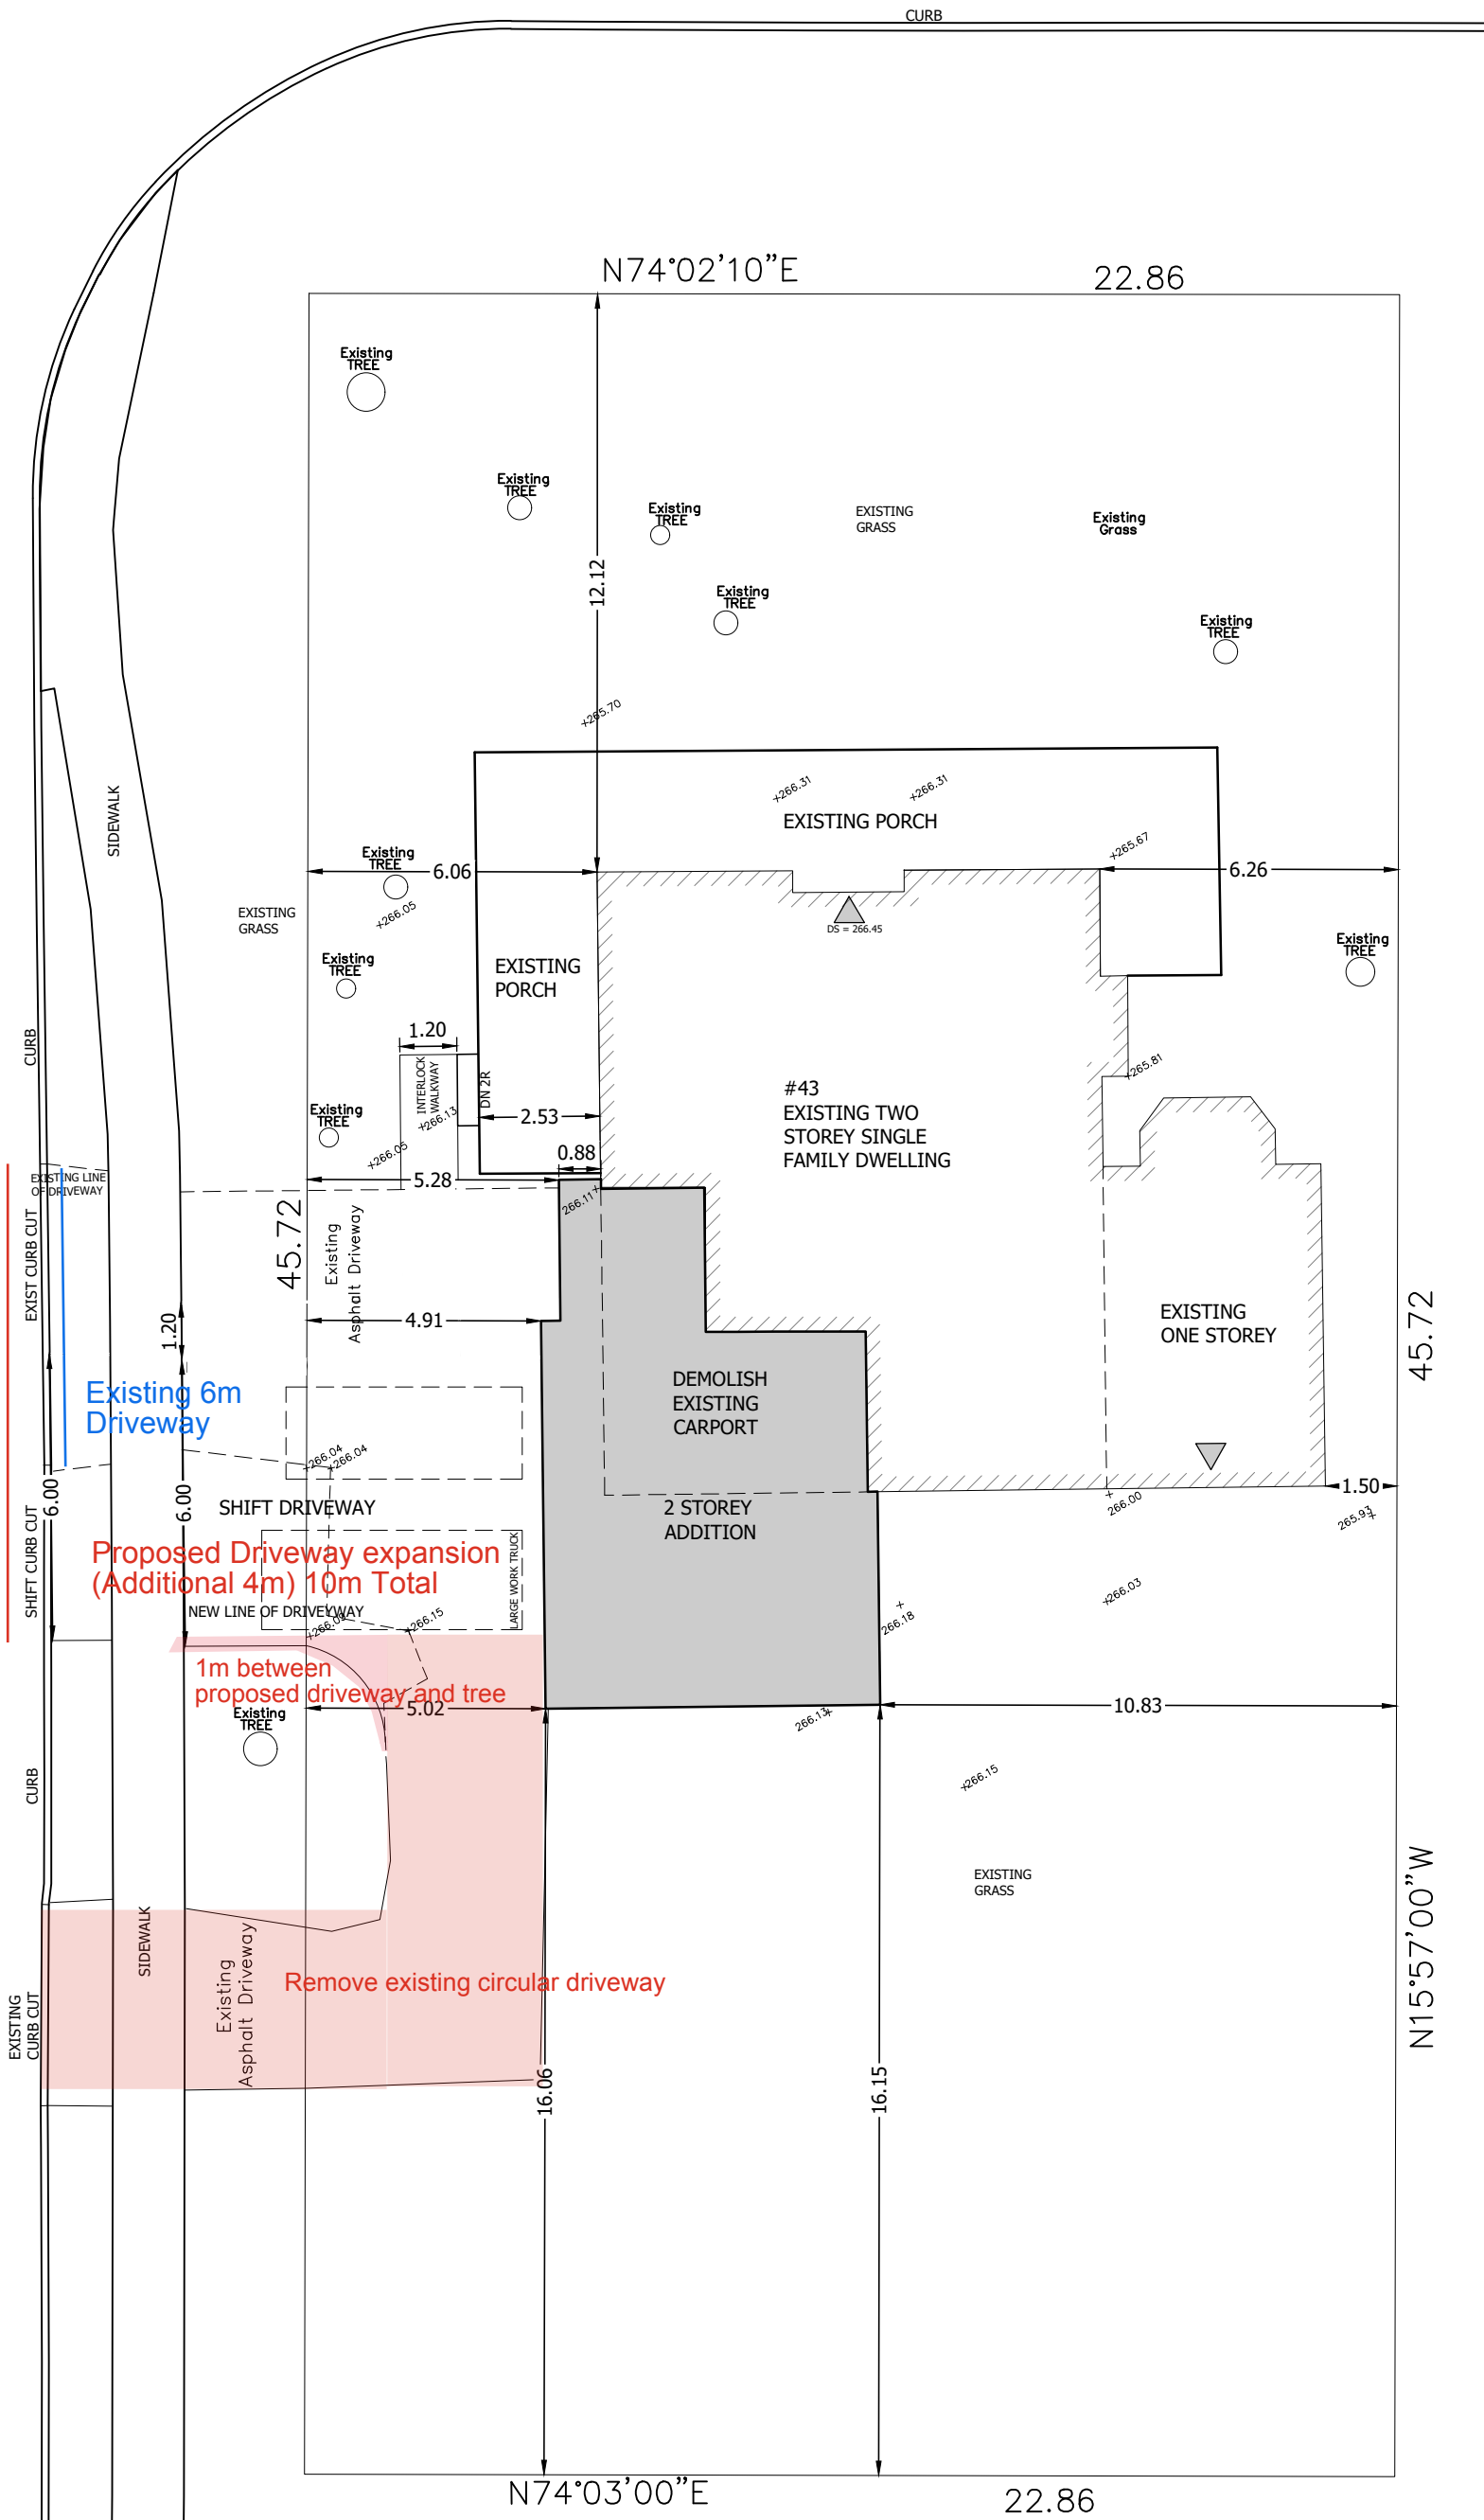 CURB
N74°02'10"E
22.86
Existing
TREE
Existing
TREE
Existing
TREE
EXISTING
GRASS
Existing
Grass
12.12
Existing
TREE
Existing
TREE
+265.70
+266.31
+266.31
SIDEWALK
EXISTING PORCH
+265.67
Existing
TREE
6.06
6.26
+266.05
EXISTING
GRASS
DS = 266.45
Existing
TREE
Existing
TREE
EXISTING
PORCH
CURB
1.20
INTERLOCK
WALKWAY
DN 2R
+266.13
+265.81
#43
EXISTING TWO
STOREY SINGLE
FAMILY DWELLING
Existing
TREE
2.53
+266.05
0.88
EXISTING LINE
OF DRIVEWAY
5.28
266.11+
45.72
Existing
Asphalt Driveway
EXIST CURB CUT
1.20
4.91
EXISTING
ONE STOREY
45.72
Existing 6m
Driveway
DEMOLISH
EXISTING
CARPORT
+266.04
+266.04
6.00
6.00
SHIFT DRIVEWAY
2 STOREY
ADDITION
1.50
+
266.00
265.93+
SHIFT CURB CUT
Proposed Driveway expansion
(Additional 4m) 10m Total
LARGE WORK TRUCK
NEW LINE OF DRIVEYWAY
+266.09
+266.15
+
266.18
+266.03
1m between
proposed driveway and tree
5.02
10.83
Existing
TREE
266.13+
+266.15
CURB
EXISTING
GRASS
N15°57'00"W
SIDEWALK
Existing
Asphalt Driveway
Remove existing circular driveway
EXISTING
CURB CUT
16.06
16.15
N74°03'00"E
22.86